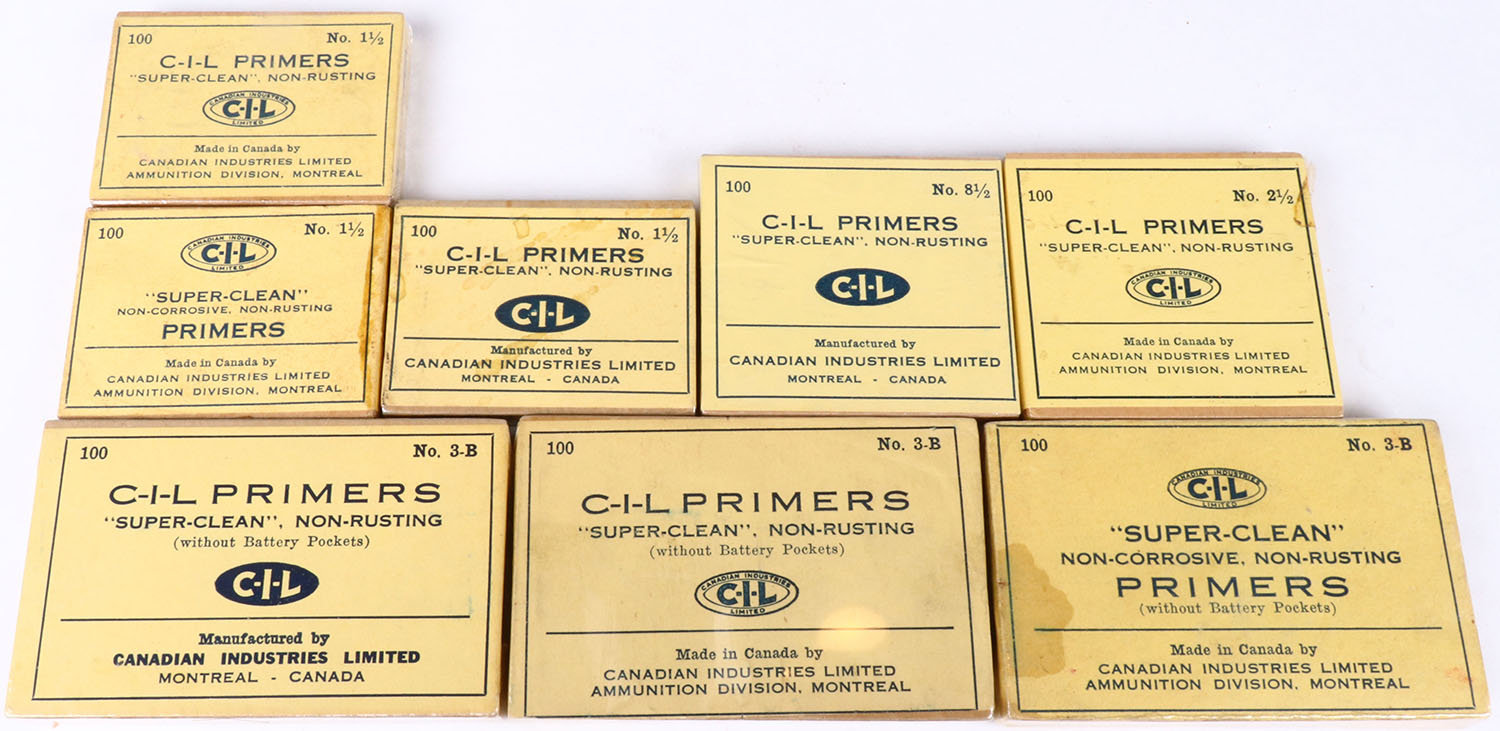 100 No. 1½
C-I-L PRIMERS
"SUPER-CLEAN", NON-RUSTING
CANADIAN INDUSTRIES
C-I-L
LIMITED
Made in Canada by
CANADIAN INDUSTRIES LIMITED
AMMUNITION DIVISION, MONTREAL
100 No. 1½
CANADIAN INDUSTRIES
C-I-L
LIMITED
"SUPER-CLEAN"
NON-CORROSIVE, NON-RUSTING
PRIMERS
Made in Canada by
CANADIAN INDUSTRIES LIMITED
AMMUNITION DIVISION, MONTREAL
100 No. 1½
C-I-L PRIMERS
"SUPER-CLEAN", NON-RUSTING
C-I-L
Manufactured by
CANADIAN INDUSTRIES LIMITED
MONTREAL - CANADA
100 No. 8½
C-I-L PRIMERS
"SUPER-CLEAN", NON-RUSTING
C-I-L
Manufactured by
CANADIAN INDUSTRIES LIMITED
MONTREAL - CANADA
100 No. 2½
C-I-L PRIMERS
"SUPER-CLEAN", NON-RUSTING
CANADIAN INDUSTRIES
C-I-L
LIMITED
Made in Canada by
CANADIAN INDUSTRIES LIMITED
AMMUNITION DIVISION, MONTREAL
100 No. 3-B
C-I-L PRIMERS
"SUPER-CLEAN", NON-RUSTING
(without Battery Pockets)
C-I-L
Manufactured by
CANADIAN INDUSTRIES LIMITED
MONTREAL - CANADA
100 No. 3-B
C-I-L PRIMERS
"SUPER-CLEAN", NON-RUSTING
(without Battery Pockets)
CANADIAN INDUSTRIES
C-I-L
LIMITED
Made in Canada by
CANADIAN INDUSTRIES LIMITED
AMMUNITION DIVISION, MONTREAL
100 No. 3-B
CANADIAN INDUSTRIES
C-I-L
LIMITED
"SUPER-CLEAN"
NON-CORROSIVE, NON-RUSTING
PRIMERS
(without Battery Pockets)
Made in Canada by
CANADIAN INDUSTRIES LIMITED
AMMUNITION DIVISION, MONTREAL